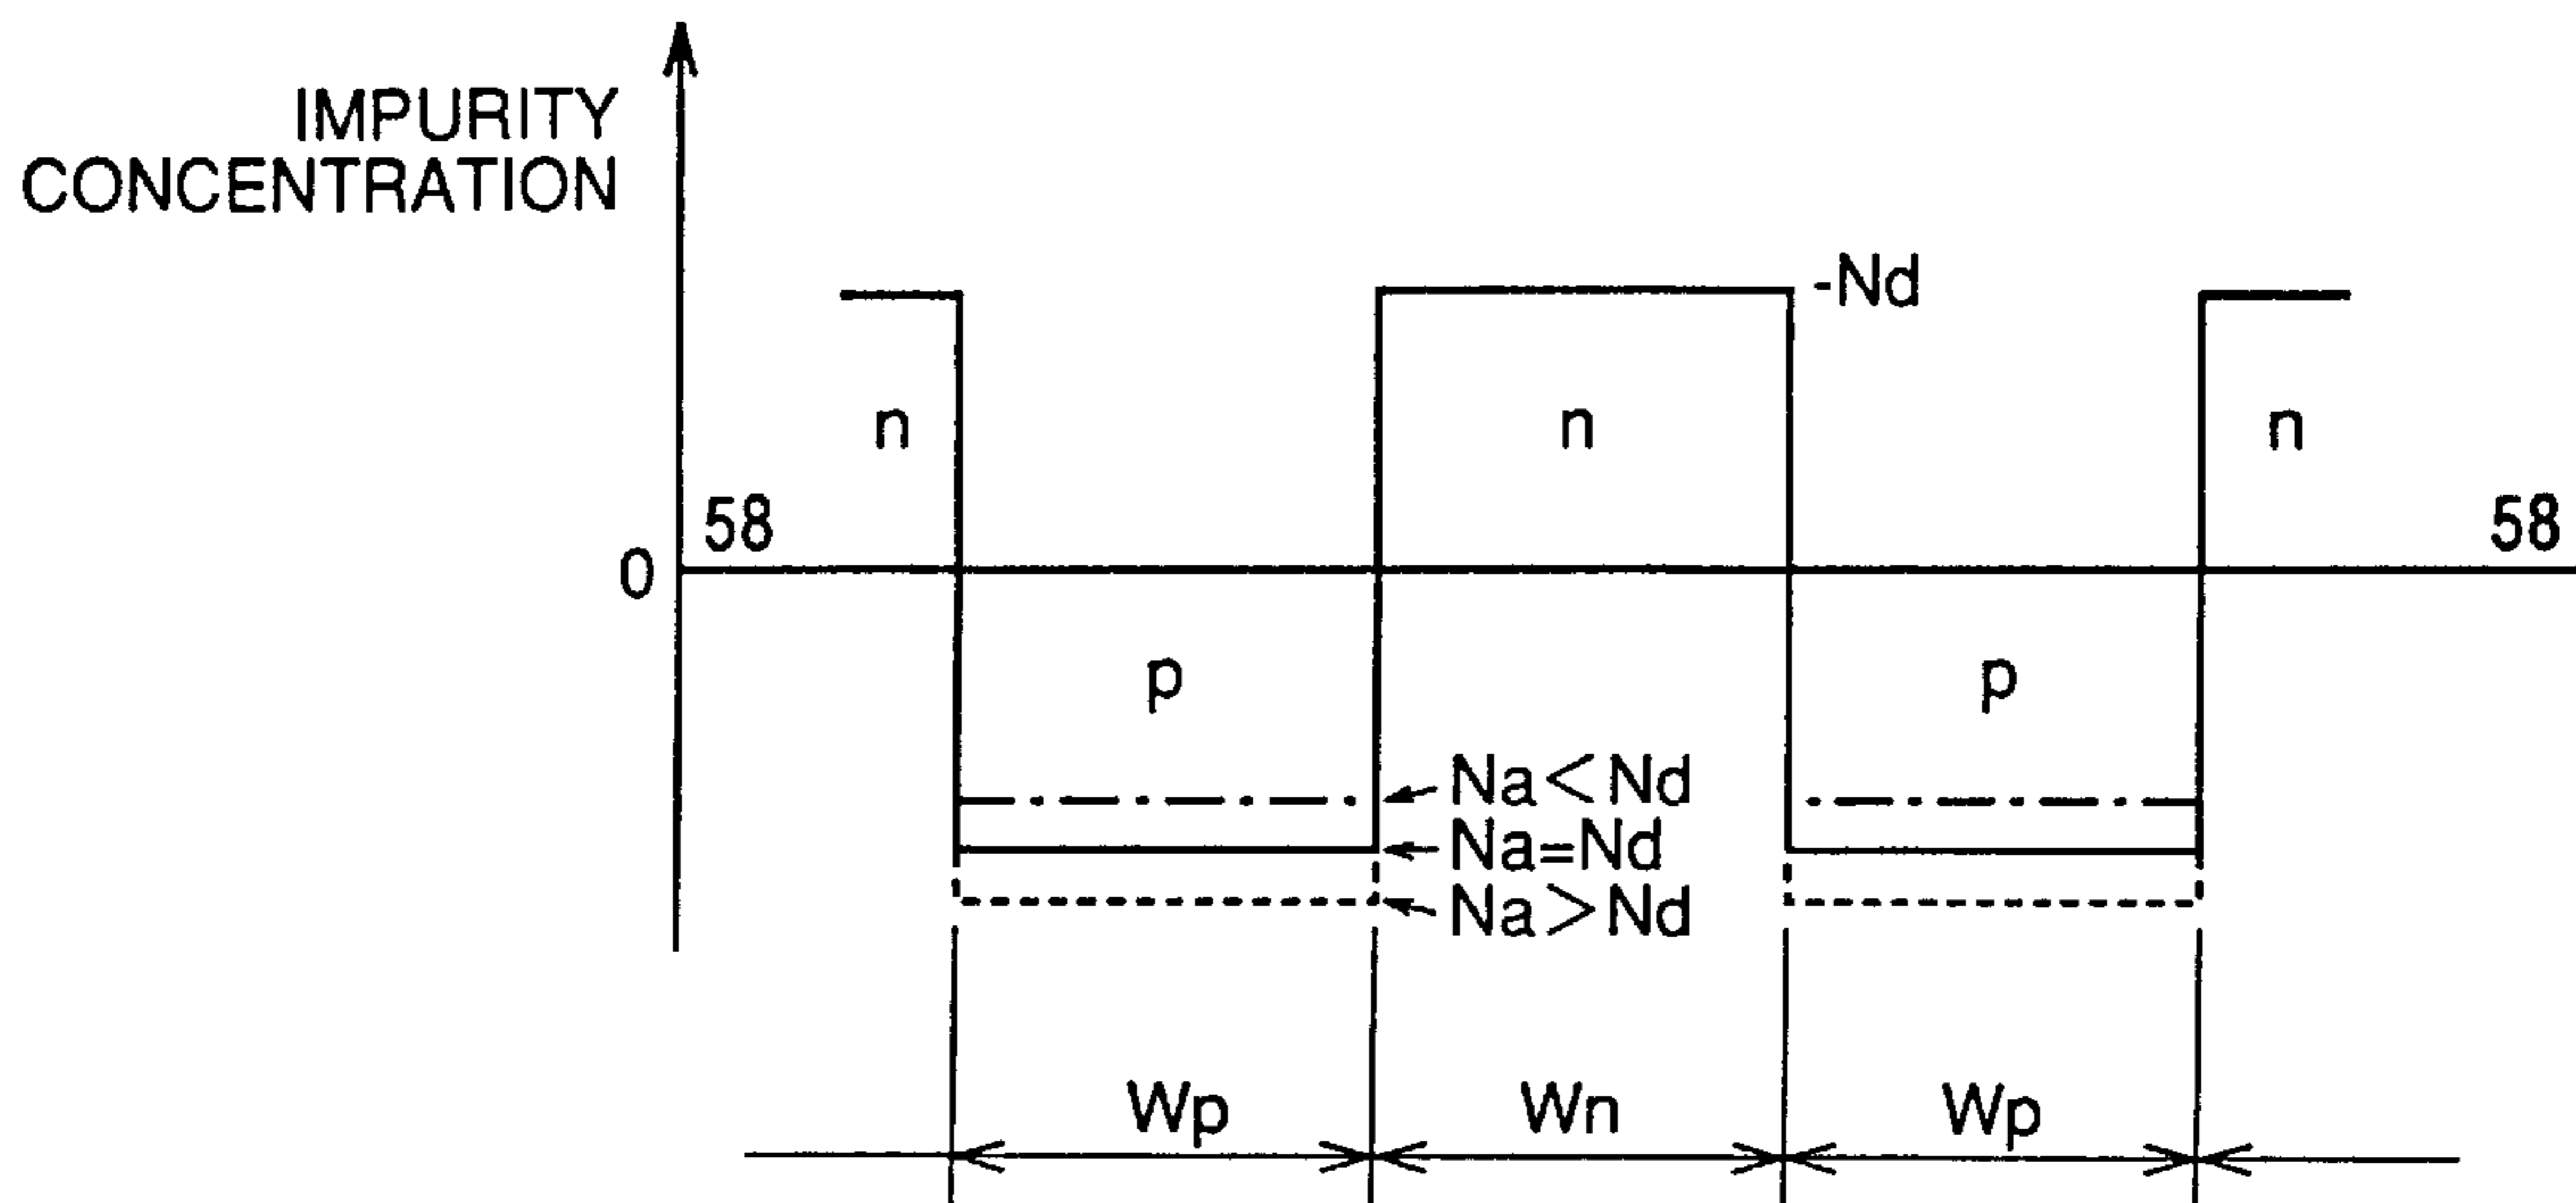 IMPURITY
CONCENTRATION
-Nd
n
n
n
58
58
0
p
p
Na<Nd
Na=Nd
Na>Nd
Wp
Wn
Wp